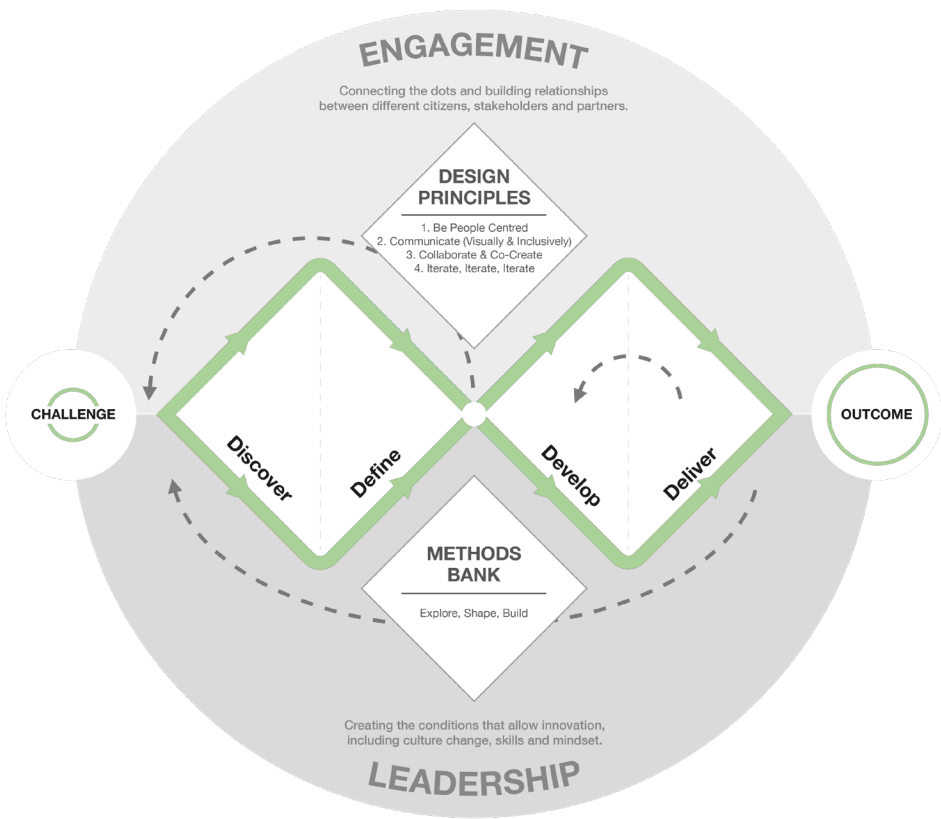 ENGAGEMENT
Connecting the dots and building relationships
between different citizens, stakeholders and partners.
DESIGN
PRINCIPLES
1. Be People Centred
2. Communicate (Visually & Inclusively)
3. Collaborate & Co-Create
4. Iterate, Iterate, Iterate
CHALLENGE
OUTCOME
Discover
Define
Develop
Deliver
METHODS
BANK
Explore, Shape, Build
Creating the conditions that allow innovation,
including culture change, skills and mindset.
LEADERSHIP